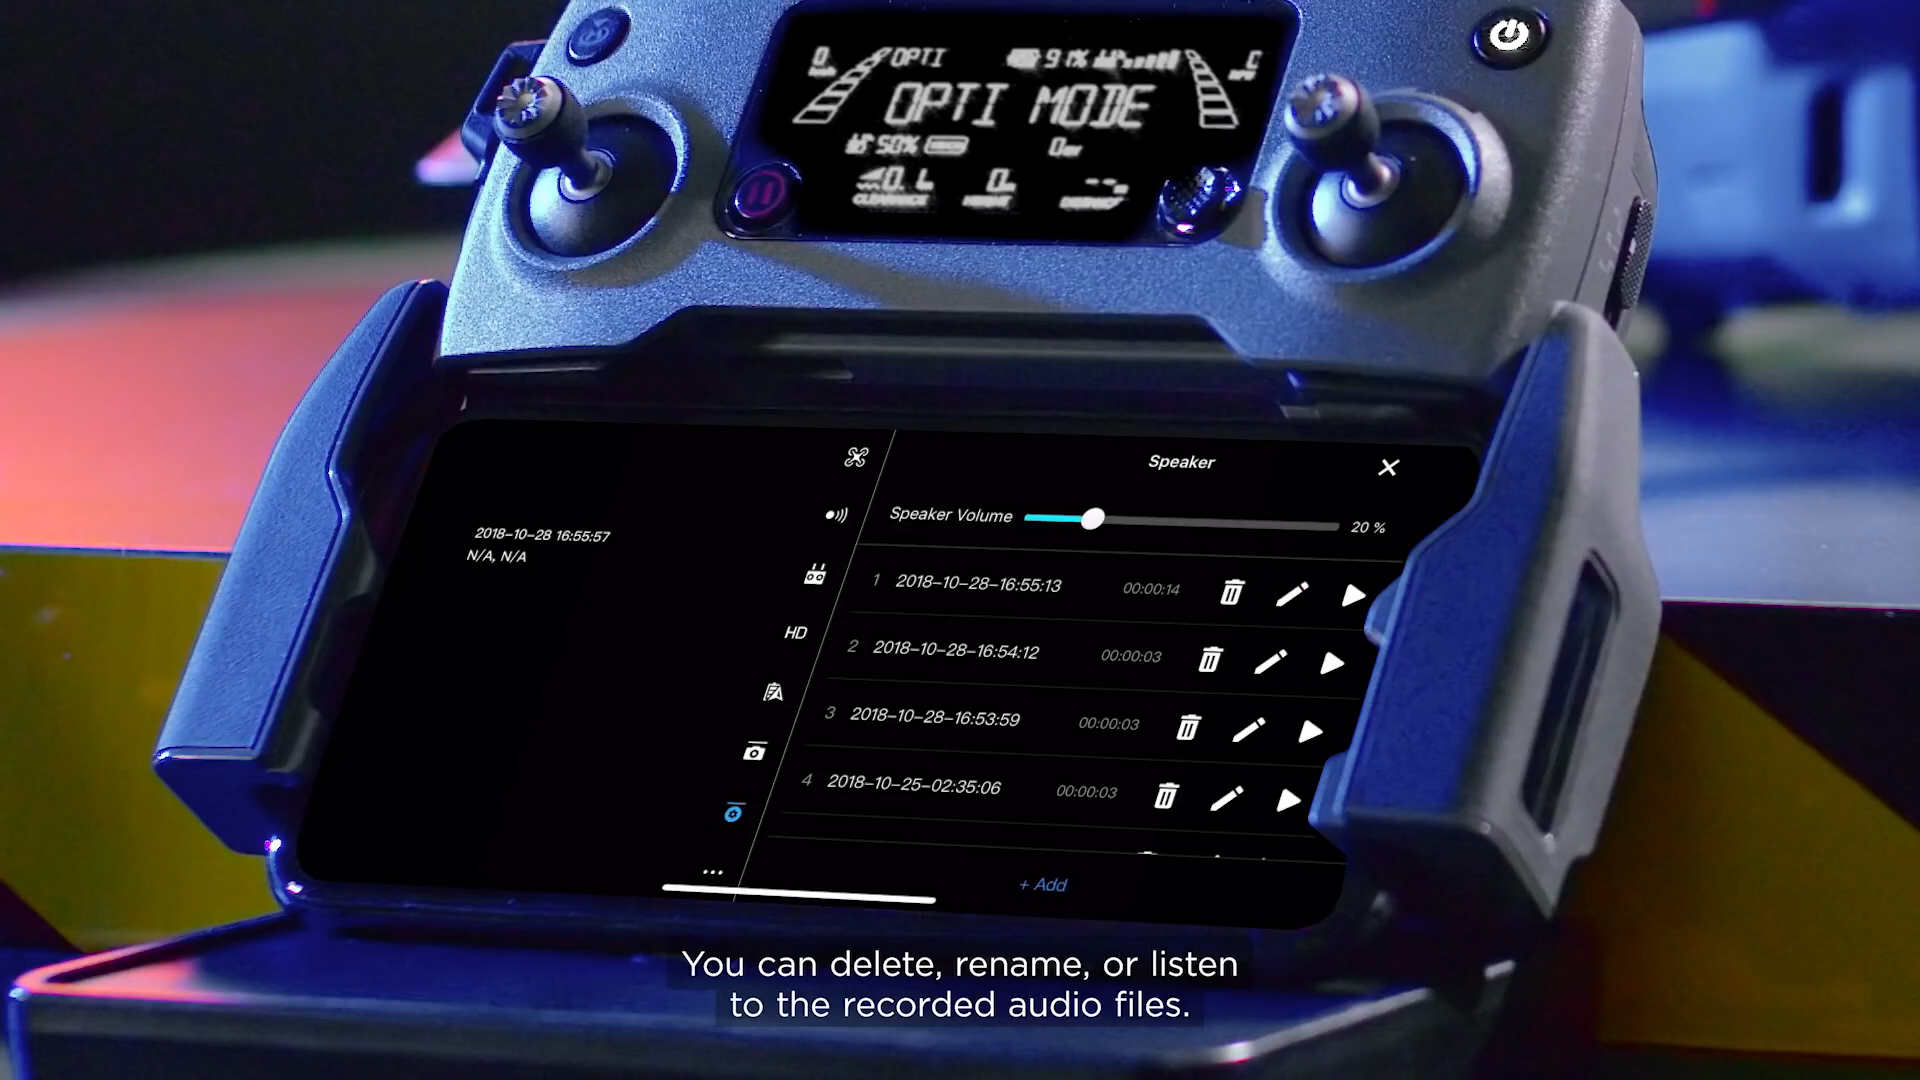 0
OPTI
91%
C
OPTI MODE
50%
0
CLEARANCE
HEIGHT
Speaker
Speaker Volume
20 %
2018-10-28 16:55:57
N/A, N/A
1 2018-10-28-16:55:13 00:00:14
2 2018-10-28-16:54:12 00:00:03
HD
3 2018-10-28-16:53:59 00:00:03
4 2018-10-25-02:35:06 00:00:03
+ Add
You can delete, rename, or listen
to the recorded audio files.